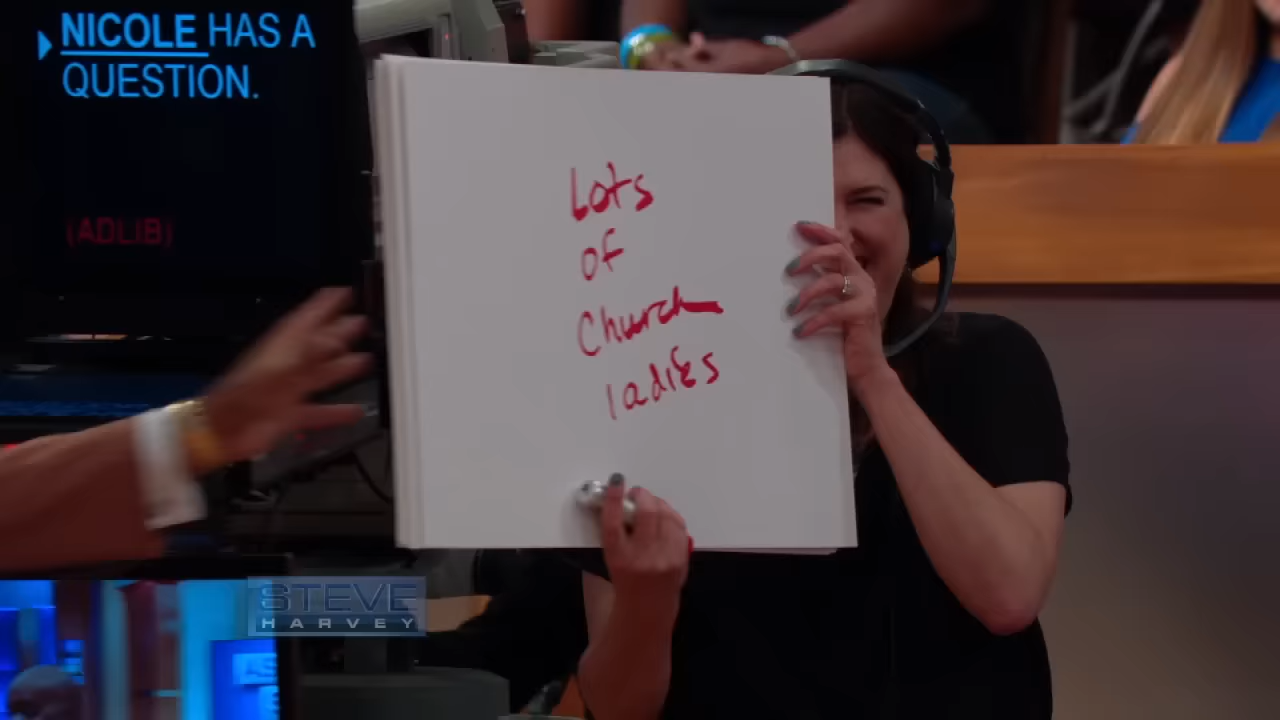 NICOLE HAS A
QUESTION.
(ADLIB)
Lots
of
Church
ladies
STEVE
HARVEY